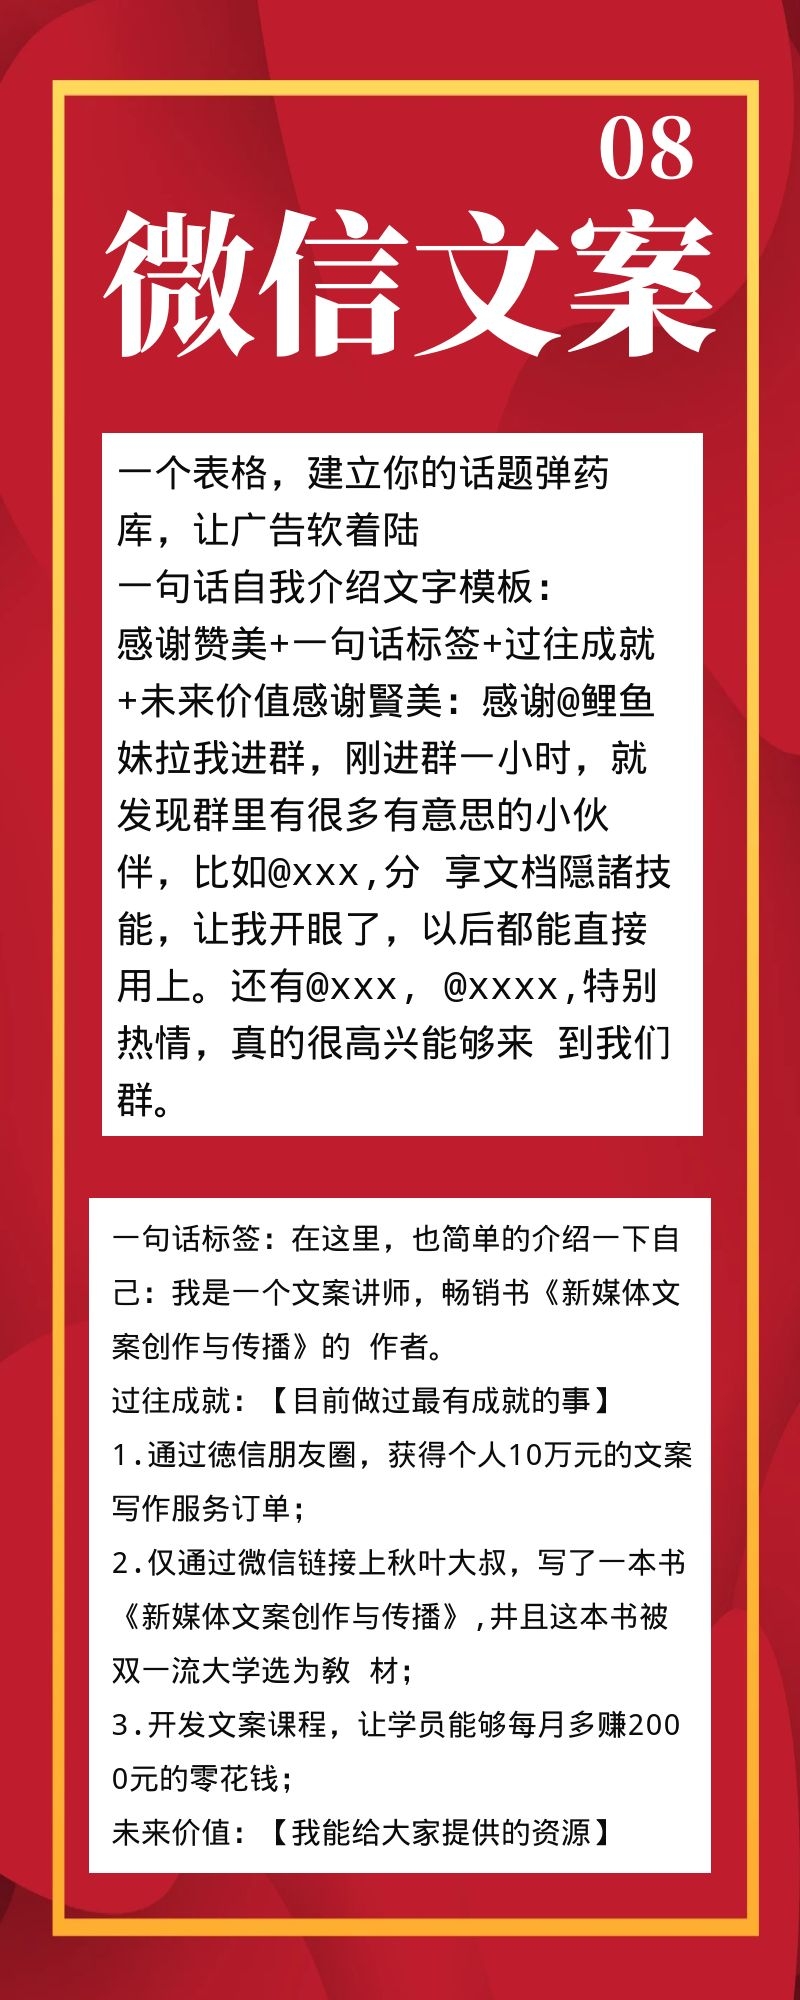 08
微信文案
一个表格，建立你的话题弹药
库，让广告软着陆
一句话自我介绍文字模板：
感谢赞美+一句话标签+过往成就
+未来价值感谢賢美：感谢@鲤鱼
妹拉我进群，刚进群一小时，就
发现群里有很多有意思的小伙
伴，比如@xxx,分 享文档隠諸技
能，让我开眼了，以后都能直接
用上。还有@xxx, @xxxx,特别
热情，真的很高兴能够来 到我们
群。
一句话标签：在这里，也简单的介绍一下自
己：我是一个文案讲师，畅销书《新媒体文
案创作与传播》的 作者。
过往成就：【目前做过最有成就的事】
1.通过徳信朋友圈，获得个人10万元的文案
写作服务订单；
2.仅通过微信链接上秋叶大叔，写了一本书
《新媒体文案创作与传播》,井且这本书被
双一流大学选为敎 材；
3.开发文案课程，让学员能够每月多赚200
0元的零花钱；
未来价值：【我能给大家提供的资源】